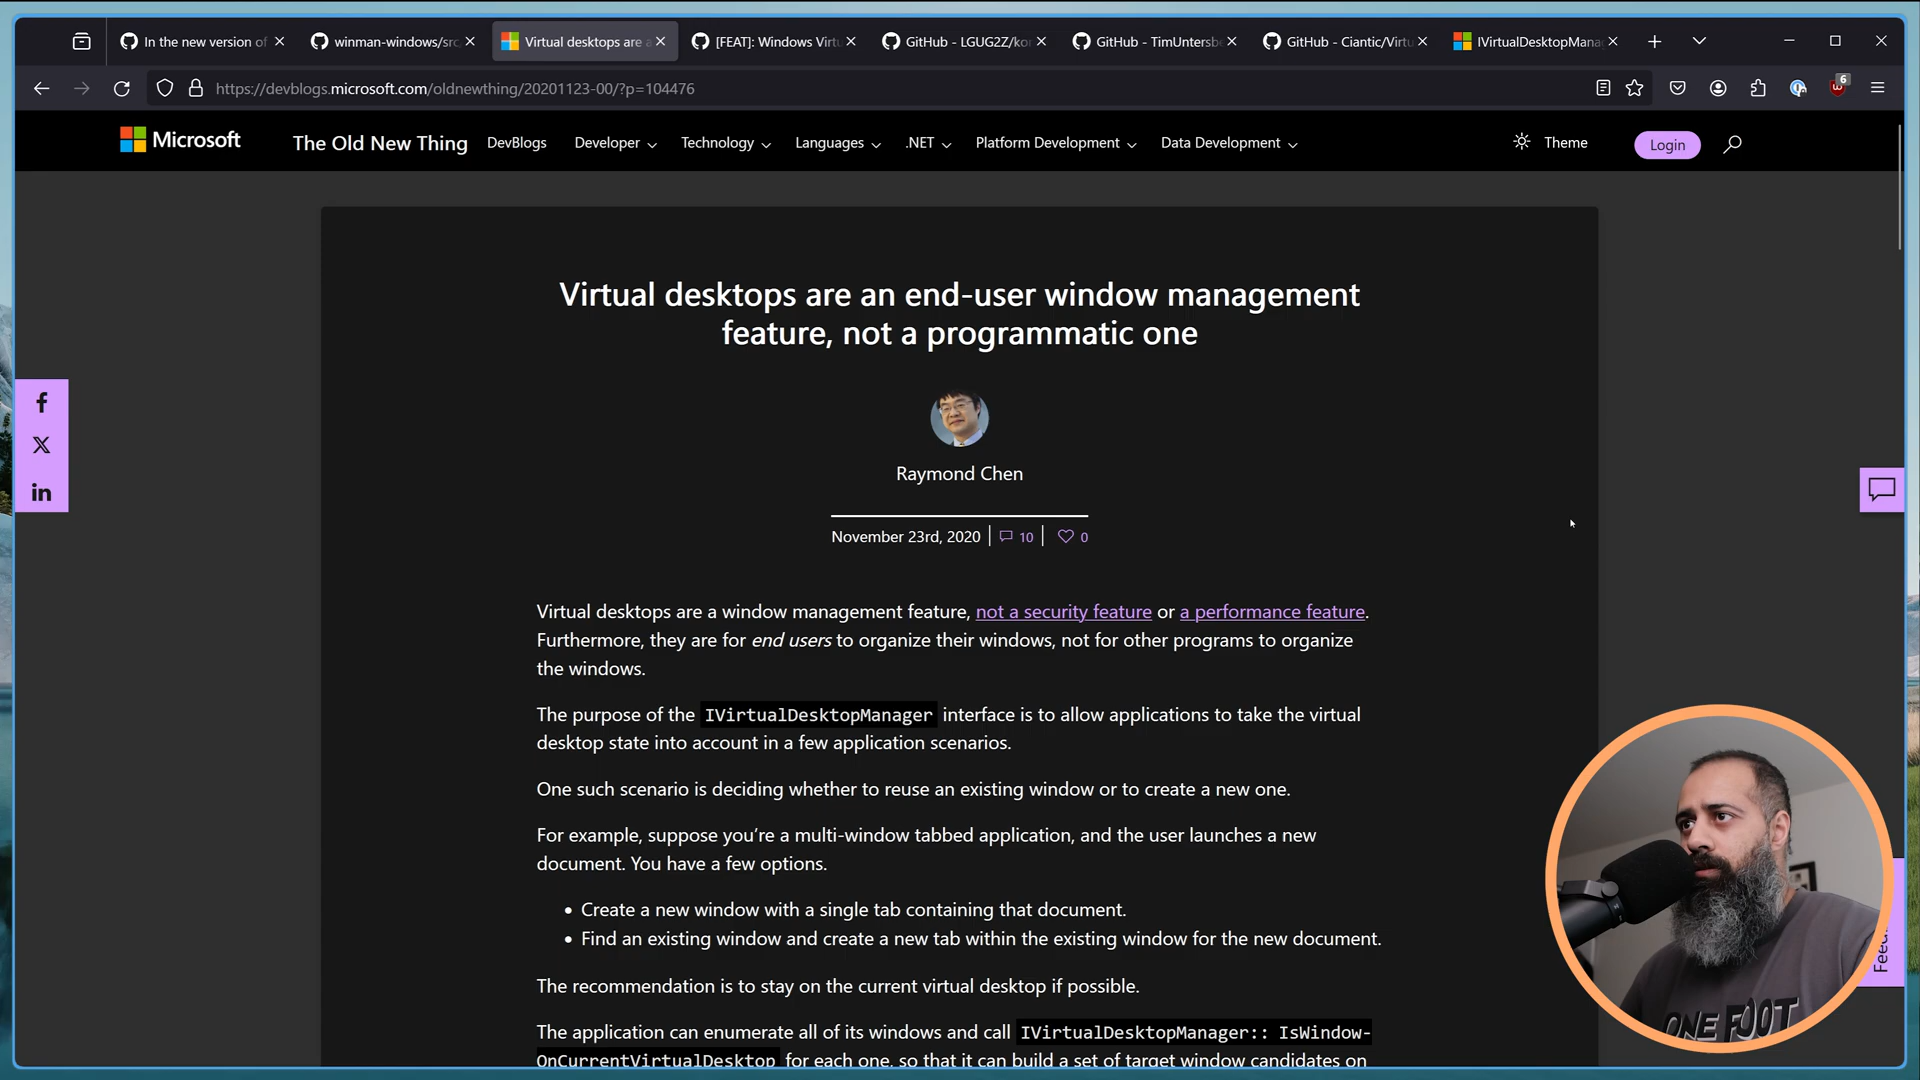 In the new version of
winman-windows/src
Virtual desktops are a
[FEAT]: Windows Virtu
GitHub - LGUG2Z/ko
GitHub - TimUntersbe
GitHub - Ciantic/Virtu
IVirtualDesktopMana
https://devblogs.microsoft.com/oldnewthing/20201123-00/?p=104476
6
Microsoft
The Old New Thing
DevBlogs
Developer
Technology
Languages
.NET
Platform Development
Data Development
Theme
Login
Virtual desktops are an end-user window management
feature, not a programmatic one
Raymond Chen
November 23rd, 2020
10
0
Virtual desktops are a window management feature, not a security feature or a performance feature.
Furthermore, they are for end users to organize their windows, not for other programs to organize
the windows.
The purpose of the IVirtualDesktopManager interface is to allow applications to take the virtual
desktop state into account in a few application scenarios.
One such scenario is deciding whether to reuse an existing window or to create a new one.
For example, suppose you’re a multi-window tabbed application, and the user launches a new
document. You have a few options.
• Create a new window with a single tab containing that document.
• Find an existing window and create a new tab within the existing window for the new document.
The recommendation is to stay on the current virtual desktop if possible.
The application can enumerate all of its windows and call IVirtualDesktopManager:: IsWindow-
OnCurrentVirtualDesktop for each one, so that it can build a set of target window candidates on
Feed
ONE FOOT